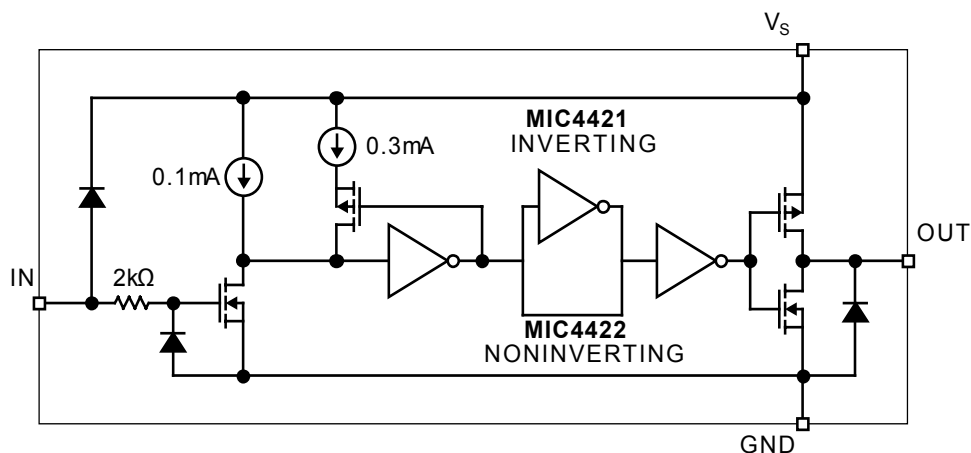 V_S
MIC4421
INVERTING
0.3mA
0.1mA
OUT
IN
2kΩ
MIC4422
NONINVERTING
GND